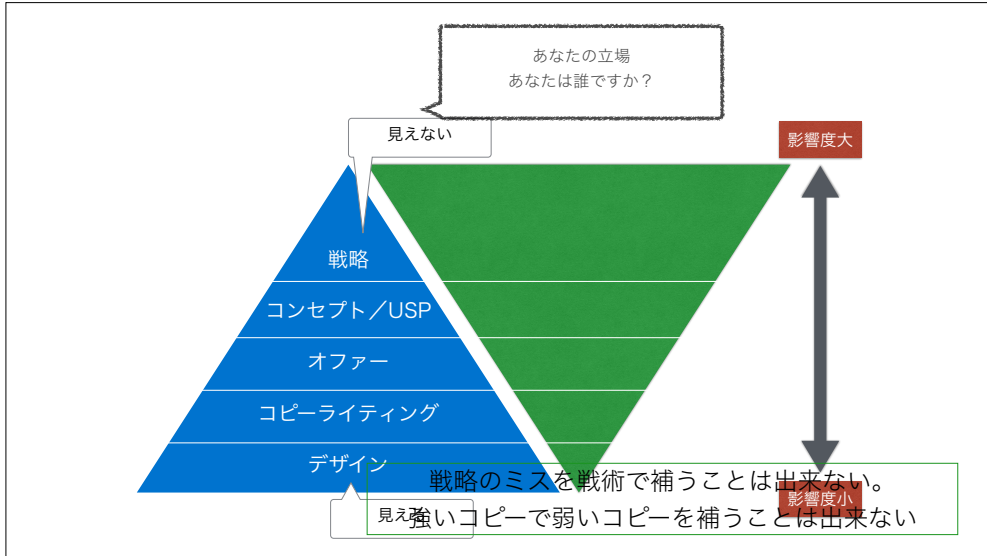 あなたの立場
あなたは誰ですか？
見えない
影響度大
戦略
コンセプト／USP
オファー
コピーライティング
デザイン
戦略のミスを戦術で補うことは出来ない。
強いコピーで弱いコピーを補うことは出来ない
見える
影響度小